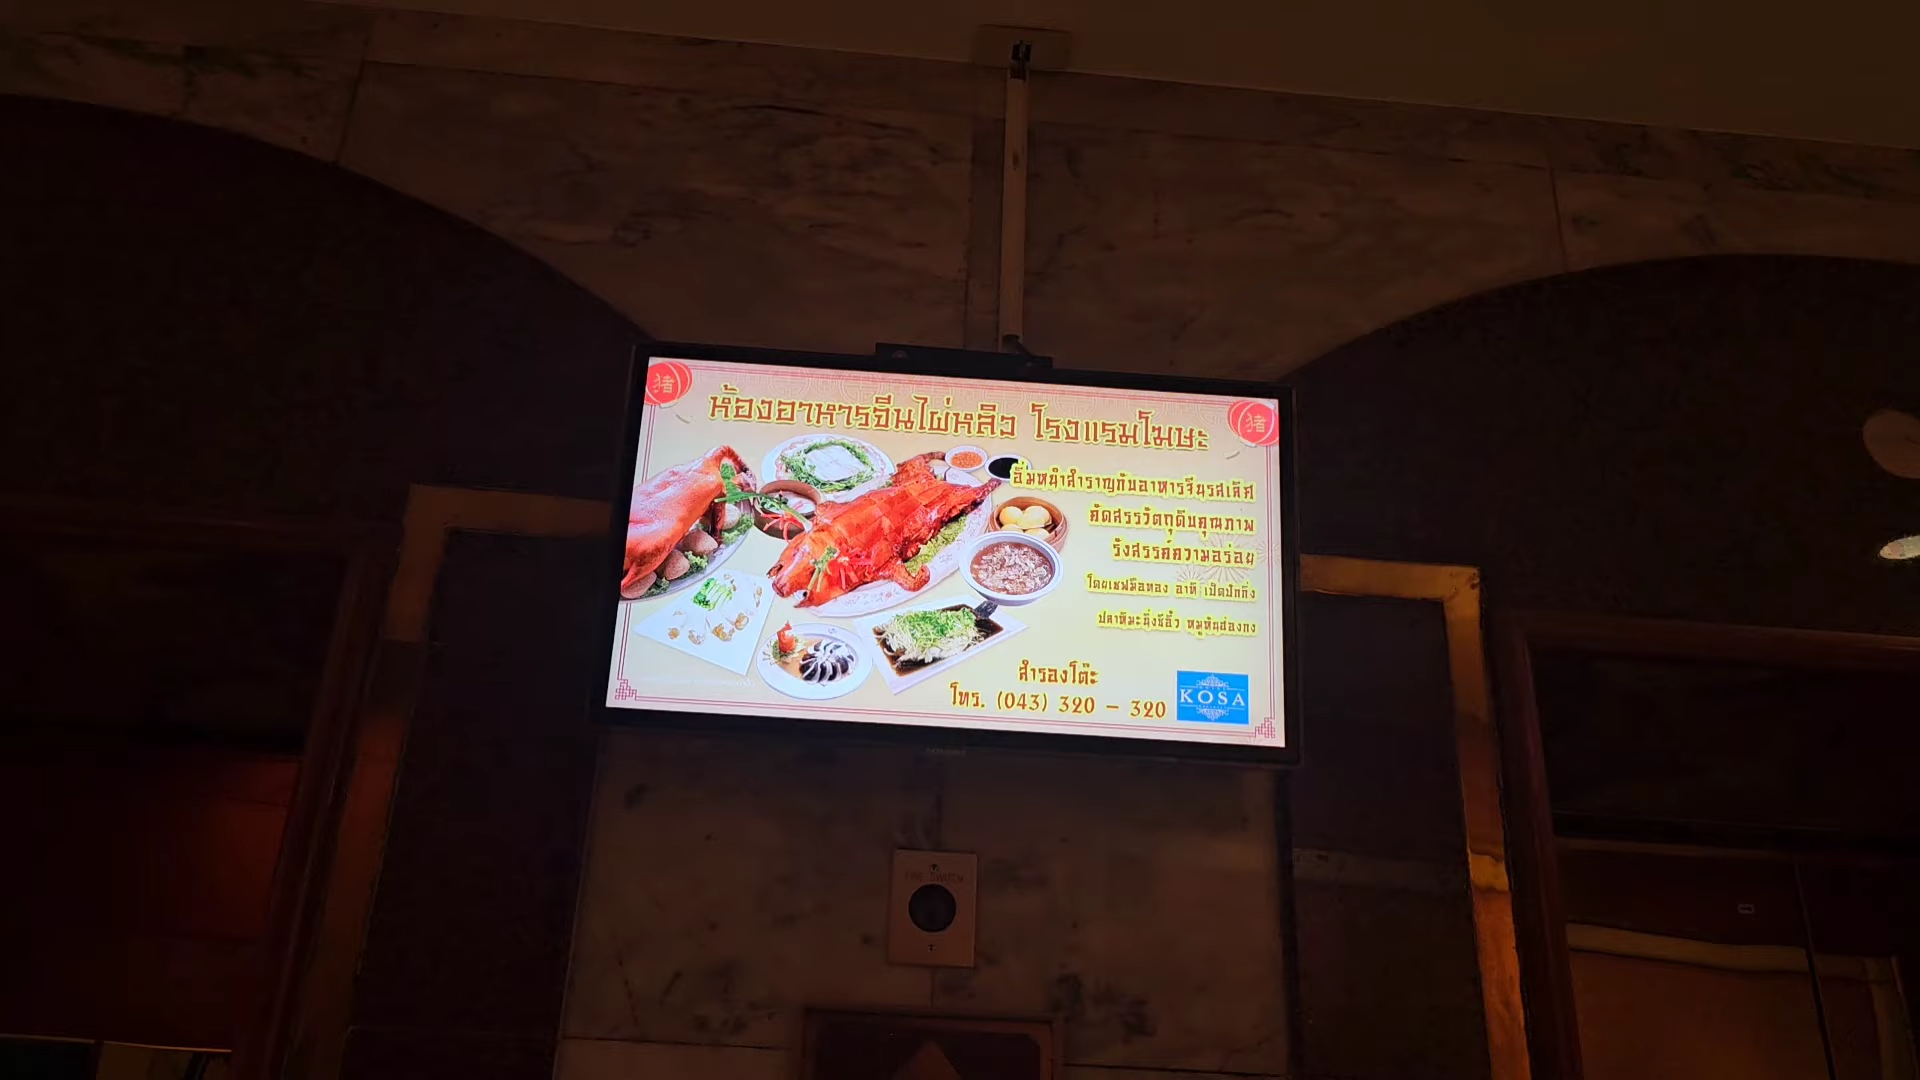 猪
猪
ห้องอาหารจีนไผ่หลิว โรงแรมโฆษะ
อิ่มหนำสำราญกับอาหารจีนรสเลิศ
คัดสรรวัตถุดิบคุณภาพ
รังสรรค์ความอร่อย
โดยเชฟมือทอง อาทิ เป็ดปักกิ่ง
ปลาหิมะนึ่งซีอิ๊ว หมูหันฮ่องกง
สำรองโต๊ะ
โทร. (043) 320 - 320
KOSA
FIRE SWITCH